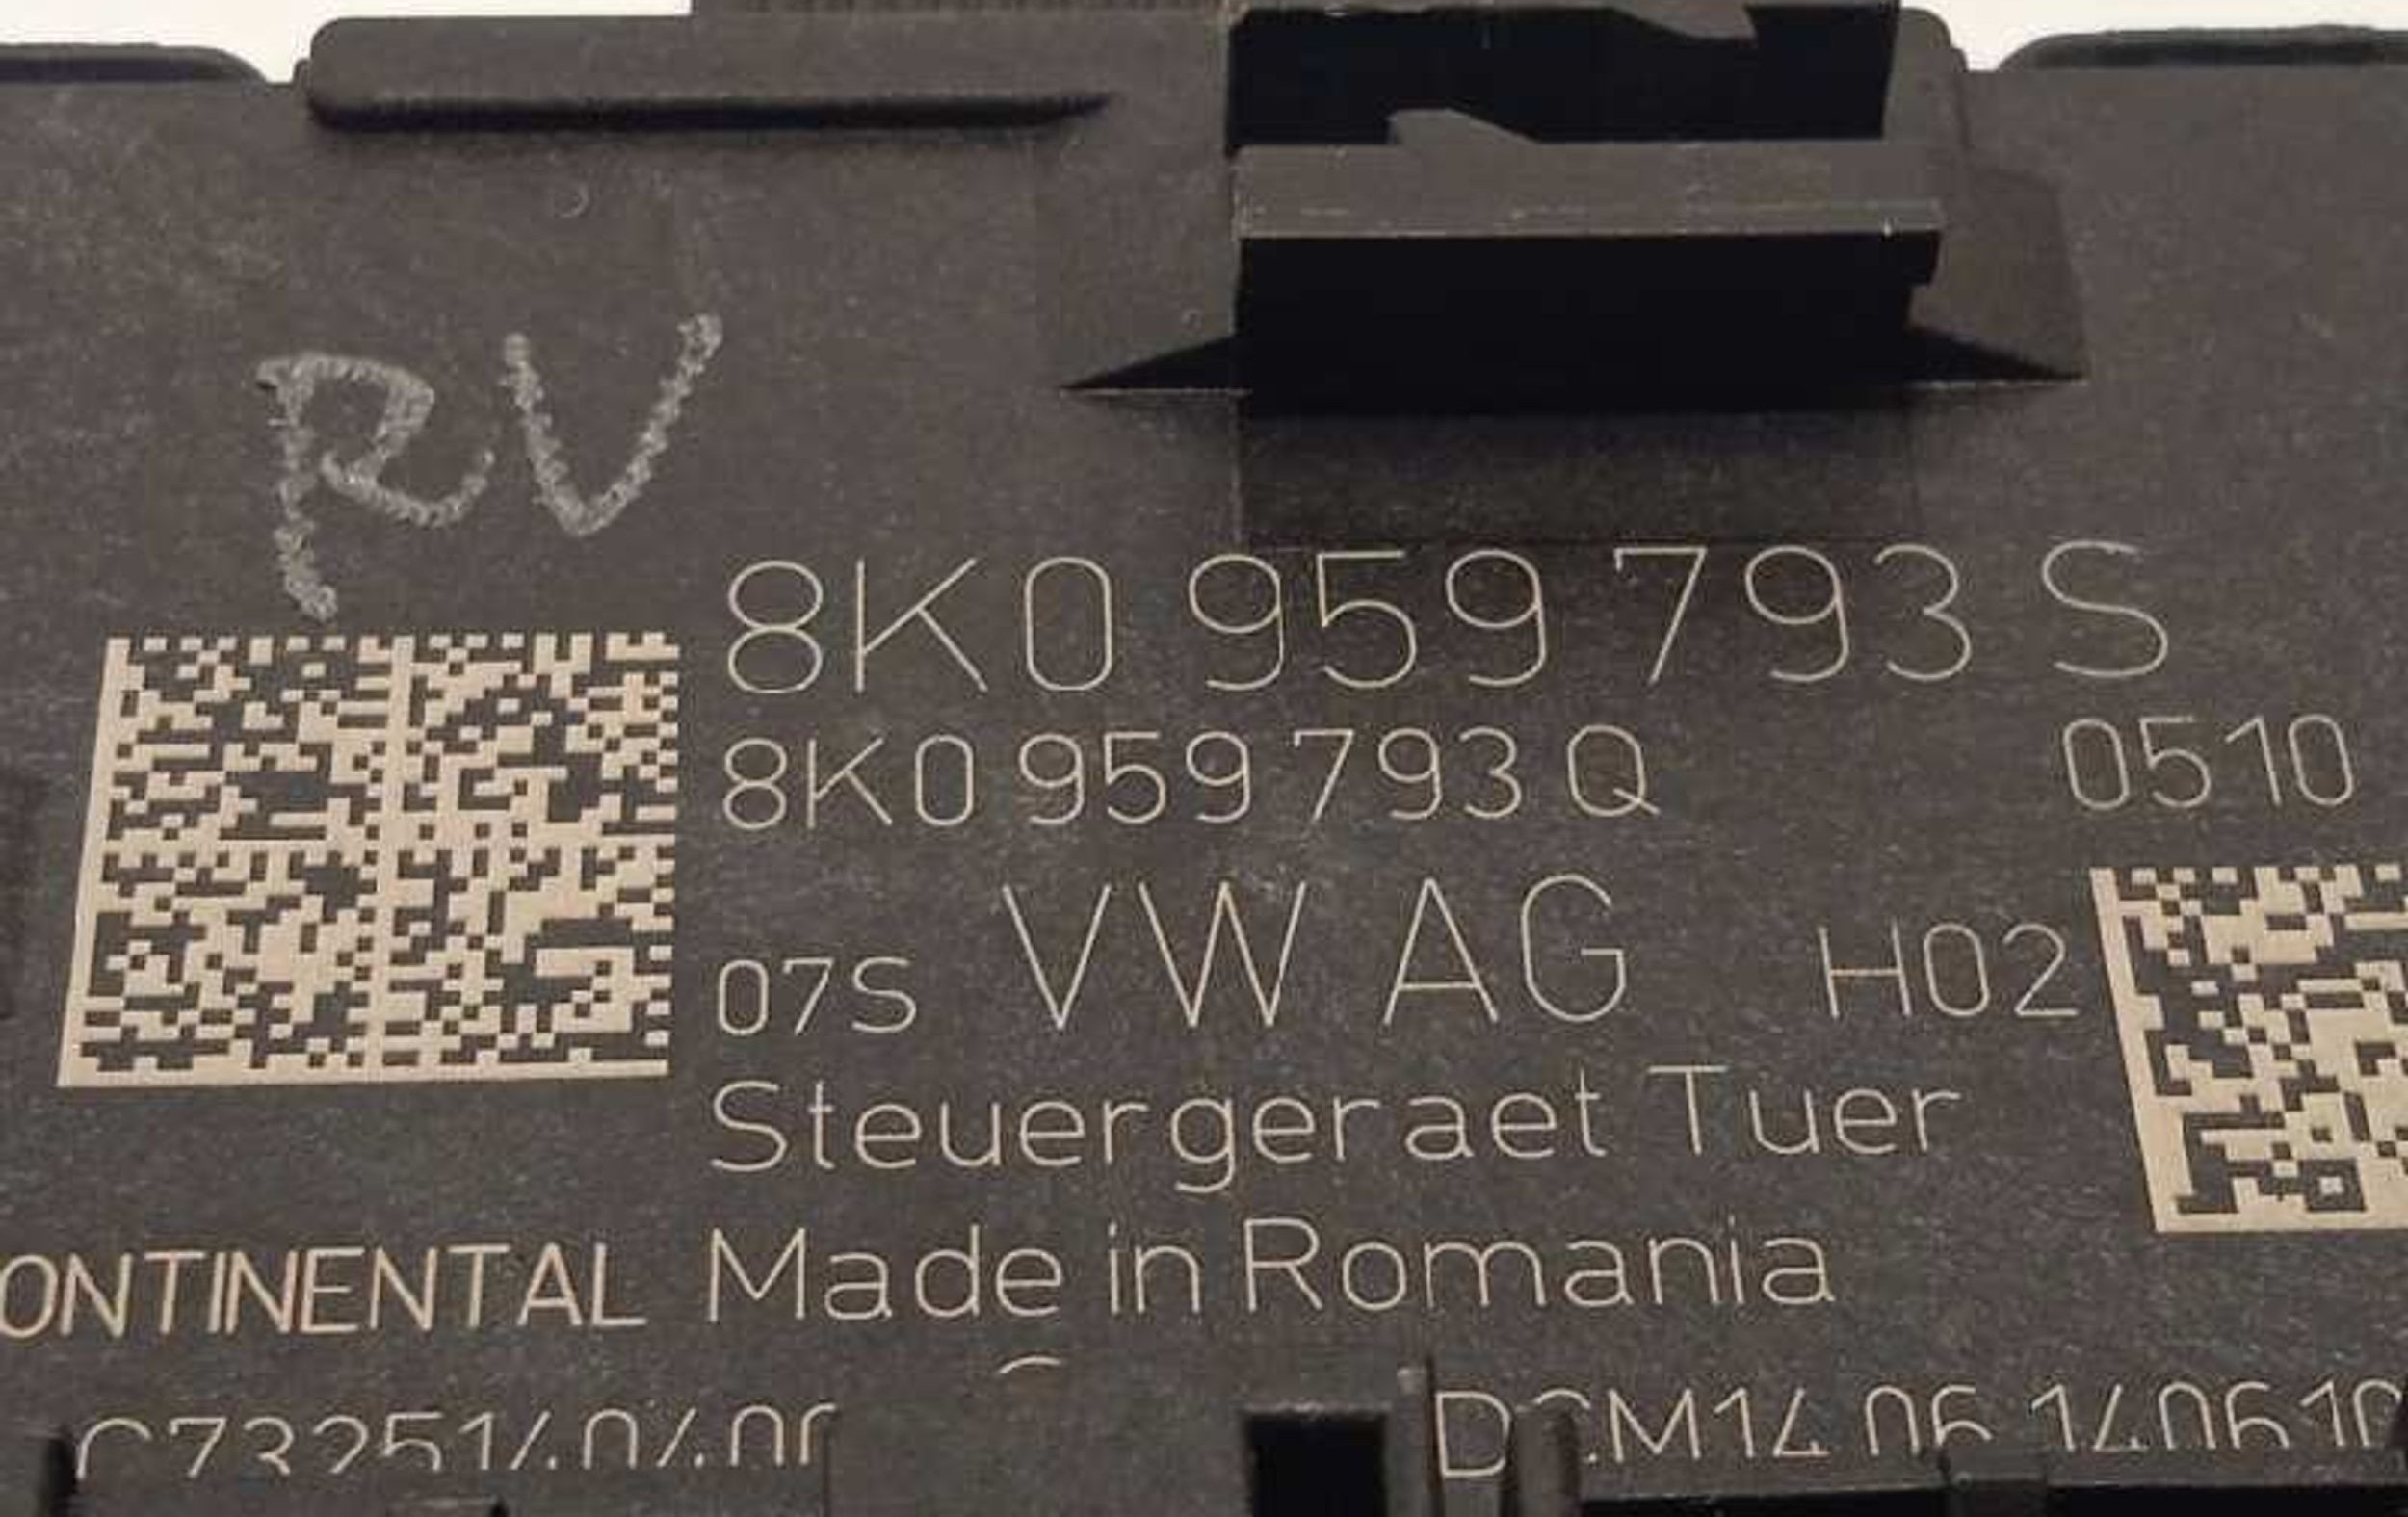 RV
8K0 959 793 S
8K0 959 793 Q 0510
07S VW AG H02
Steuergeraet Tuer
ONTINENTAL Made in Romania